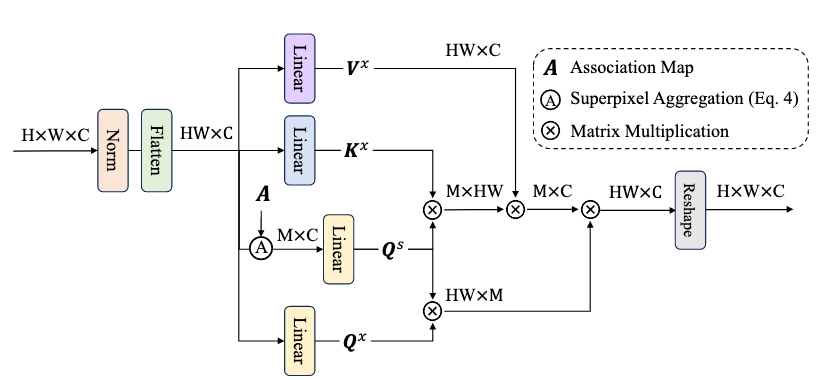 H×W×C
Norm
Flatten
HW×C
Linear
V^x
HW×C
Linear
K^x
A
A
M×C
Linear
Q^s
Linear
Q^x
M×HW
M×C
HW×M
HW×C
Reshape
H×W×C
A Association Map
A Superpixel Aggregation (Eq. 4)
⊗ Matrix Multiplication